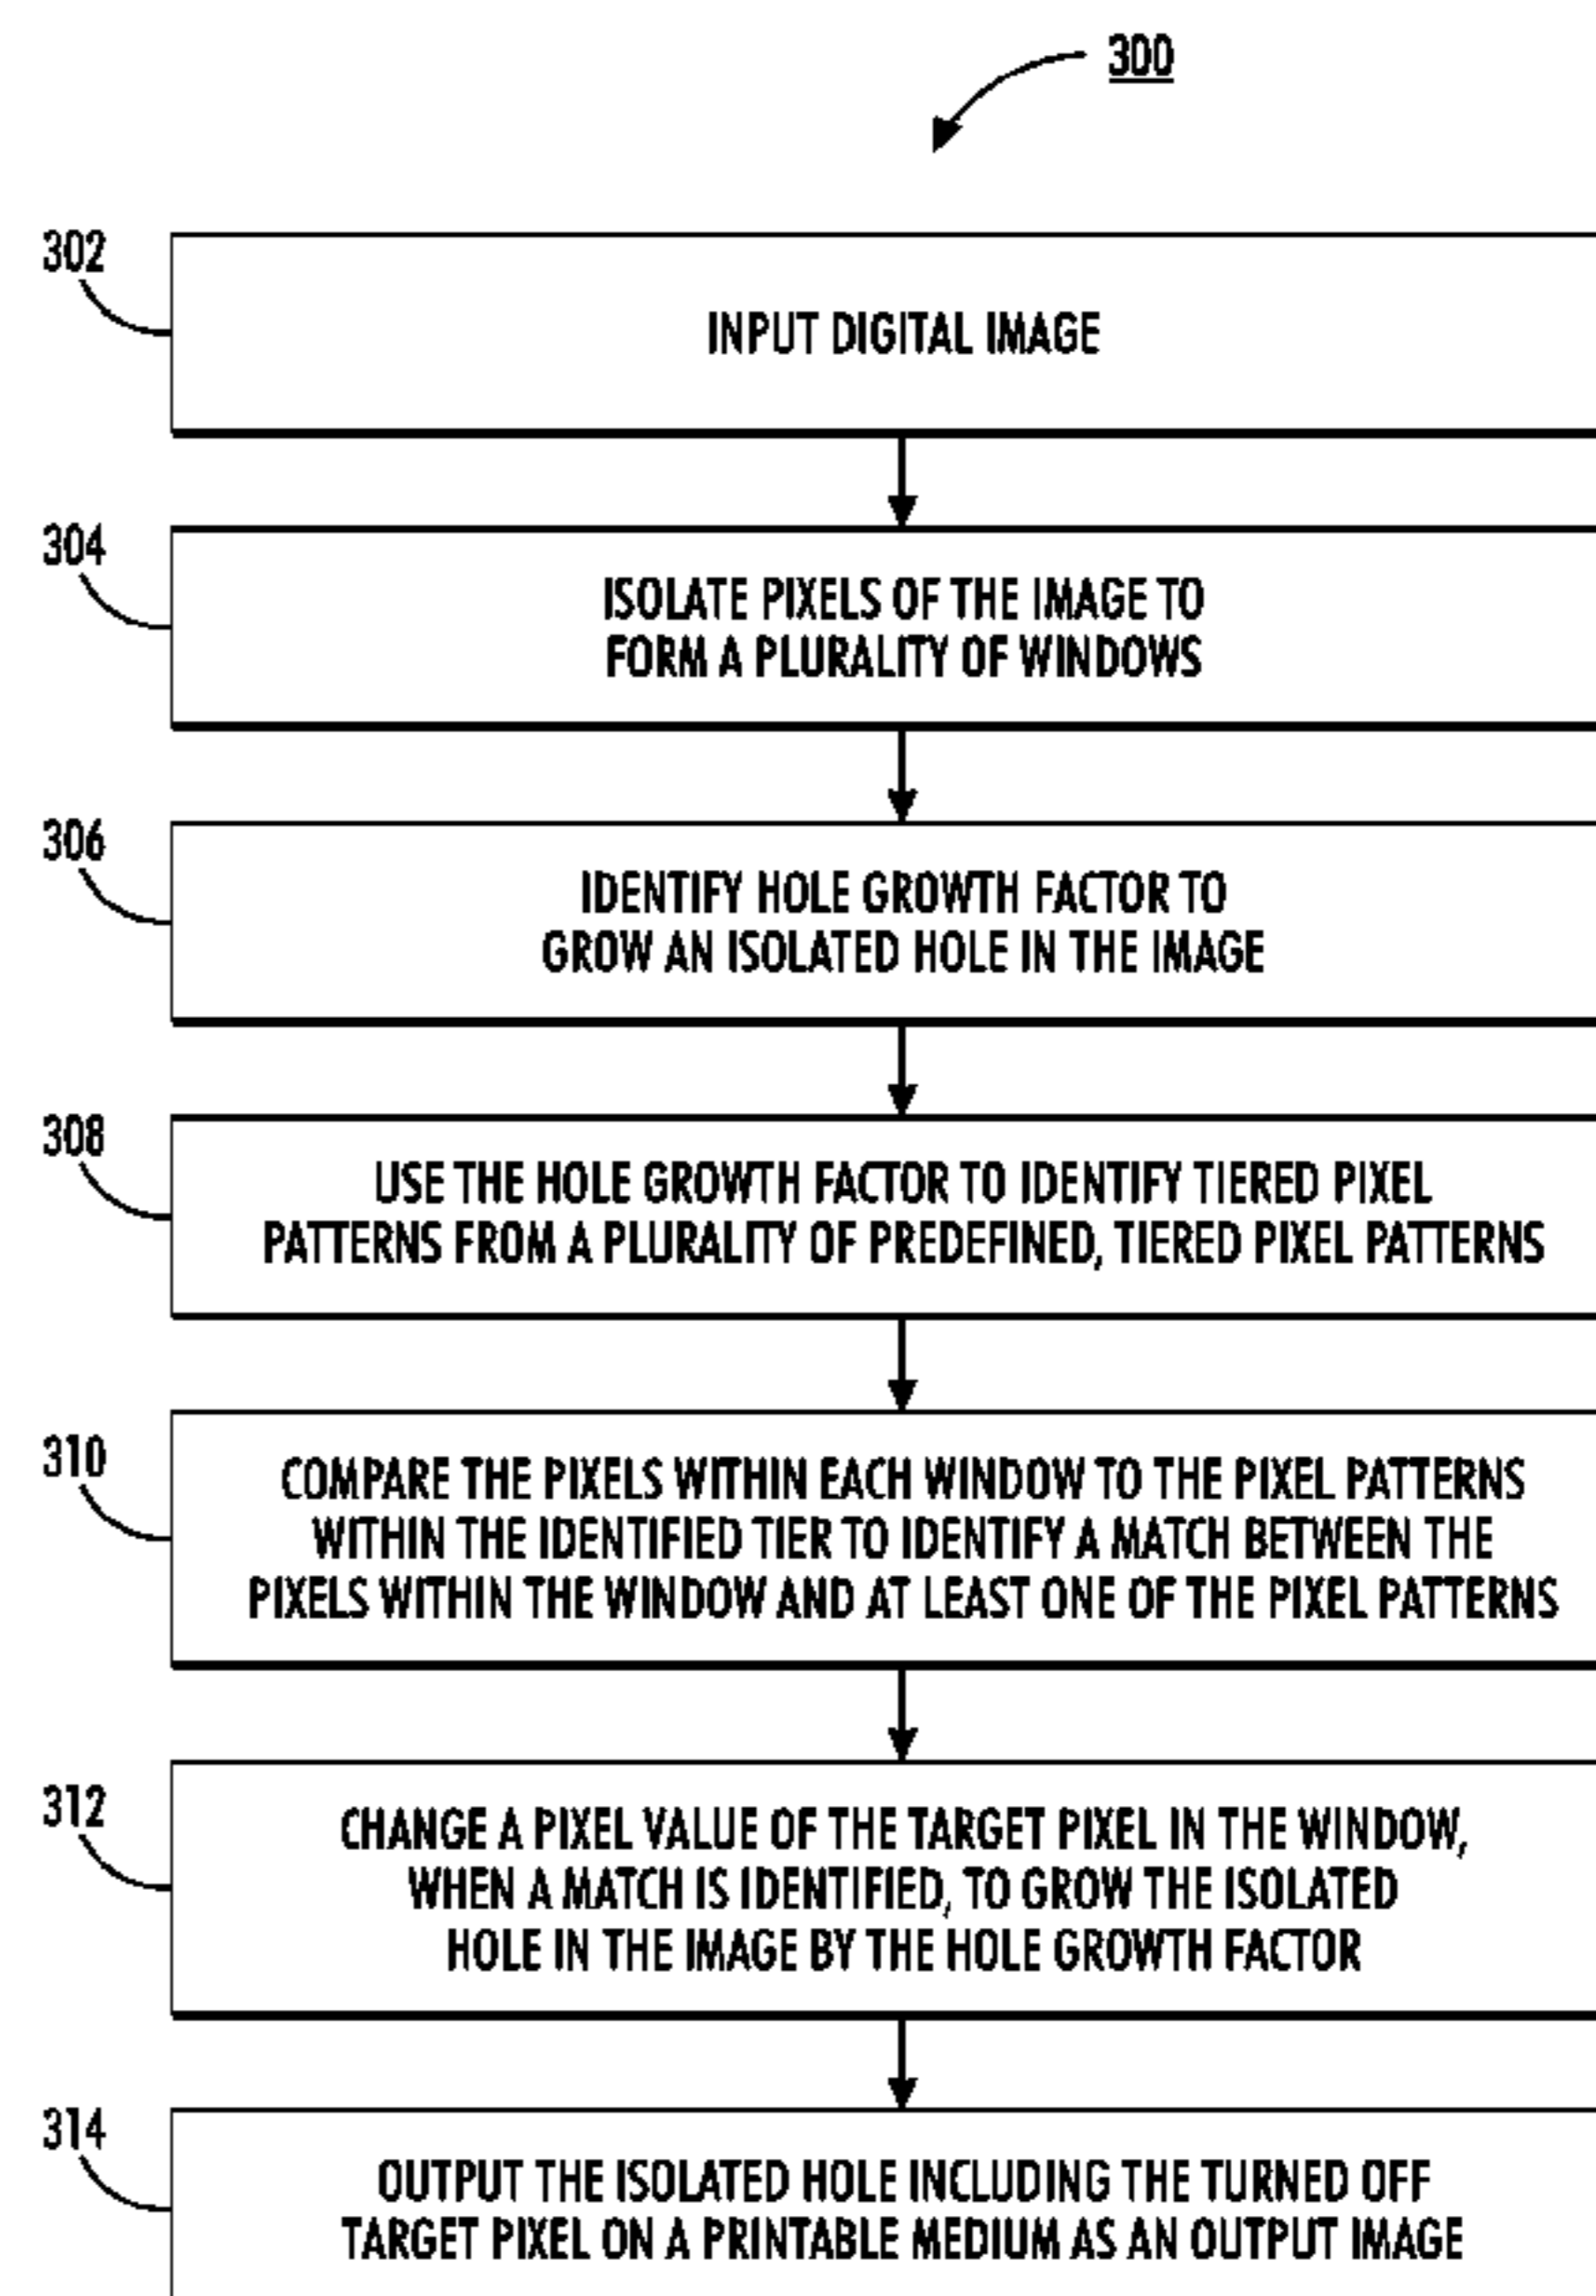 300
302
INPUT DIGITAL IMAGE
304
ISOLATE PIXELS OF THE IMAGE TO
FORM A PLURALITY OF WINDOWS
306
IDENTIFY HOLE GROWTH FACTOR TO
GROW AN ISOLATED HOLE IN THE IMAGE
308
USE THE HOLE GROWTH FACTOR TO IDENTIFY TIERED PIXEL
PATTERNS FROM A PLURALITY OF PREDEFINED, TIERED PIXEL PATTERNS
310
COMPARE THE PIXELS WITHIN EACH WINDOW TO THE PIXEL PATTERNS
WITHIN THE IDENTIFIED TIER TO IDENTIFY A MATCH BETWEEN THE
PIXELS WITHIN THE WINDOW AND AT LEAST ONE OF THE PIXEL PATTERNS
312
CHANGE A PIXEL VALUE OF THE TARGET PIXEL IN THE WINDOW,
WHEN A MATCH IS IDENTIFIED, TO GROW THE ISOLATED
HOLE IN THE IMAGE BY THE HOLE GROWTH FACTOR
314
OUTPUT THE ISOLATED HOLE INCLUDING THE TURNED OFF
TARGET PIXEL ON A PRINTABLE MEDIUM AS AN OUTPUT IMAGE